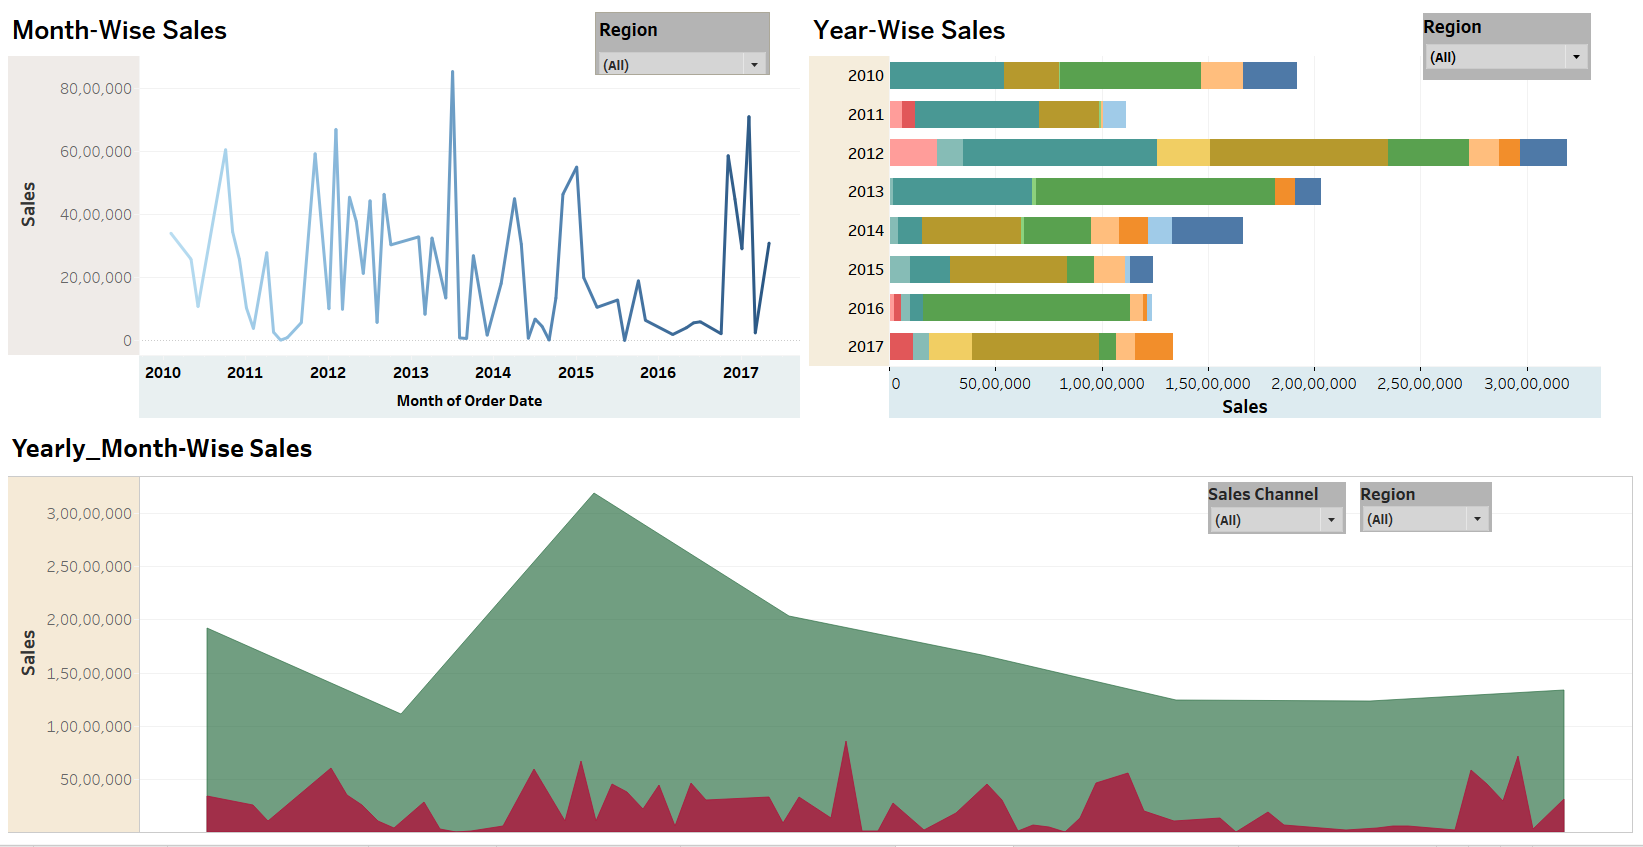 Month-Wise Sales
Region
(All)
80,00,000
60,00,000
40,00,000
20,00,000
0
Sales
2010 2011 2012 2013 2014 2015 2016 2017
Month of Order Date
Year-Wise Sales
Region
(All)
2010
2011
2012
2013
2014
2015
2016
2017
0 50,00,000 1,00,00,000 1,50,00,000 2,00,00,000 2,50,00,000 3,00,00,000
Sales
Yearly_Month-Wise Sales
Sales Channel
(All)
Region
(All)
3,00,00,000
2,50,00,000
2,00,00,000
1,50,00,000
1,00,00,000
50,00,000
Sales